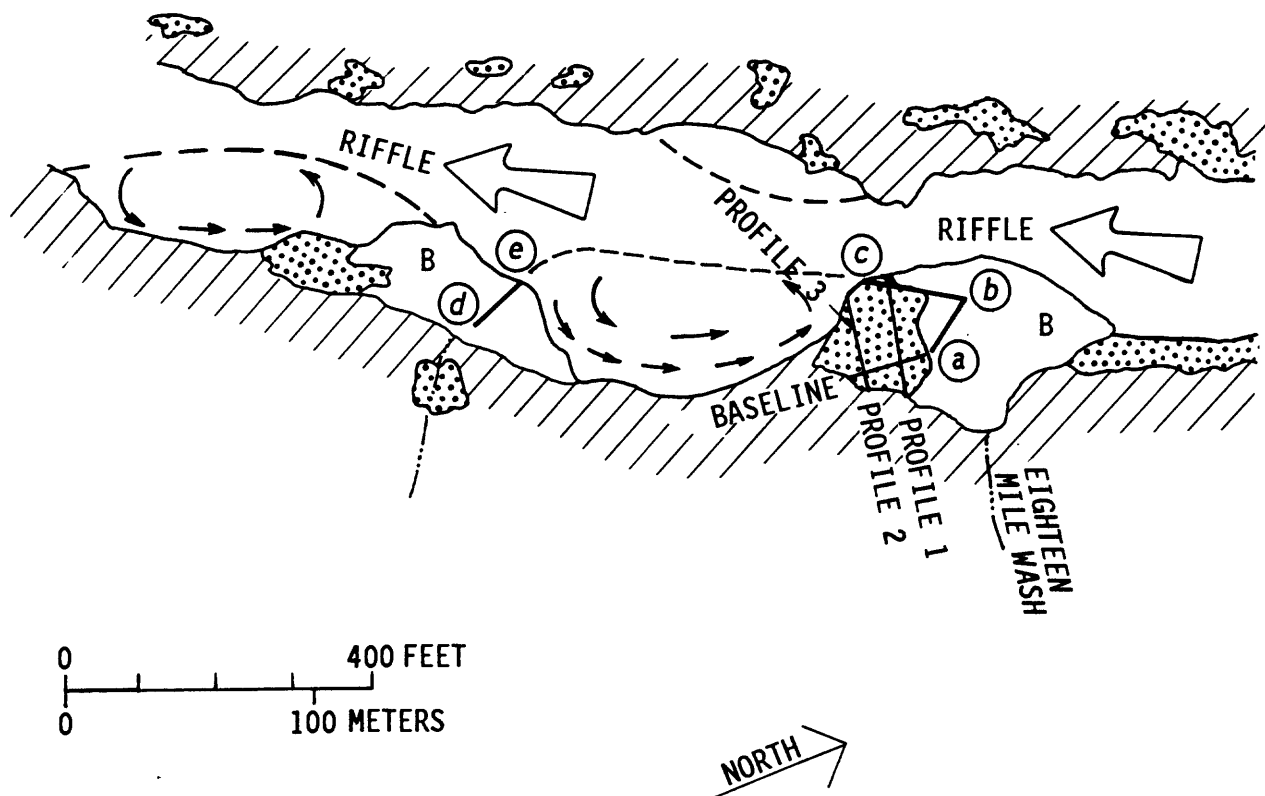 RIFFLE
PROFILE 3
RIFFLE
e
c
b
B
B
d
a
BASELINE
PROFILE 1
PROFILE 2
EIGHTEEN
MILE WASH
0 400 FEET
0 100 METERS
NORTH